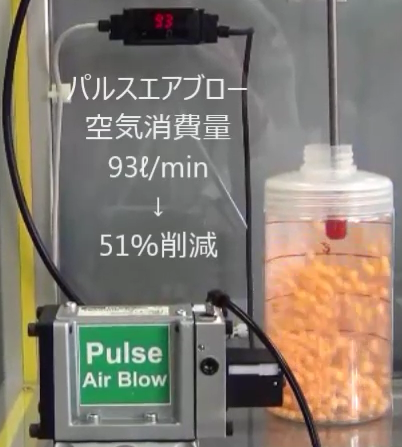 93
パルスエアブロー
空気消費量
93ℓ/min
↓
51%削減
Pulse
Air Blow